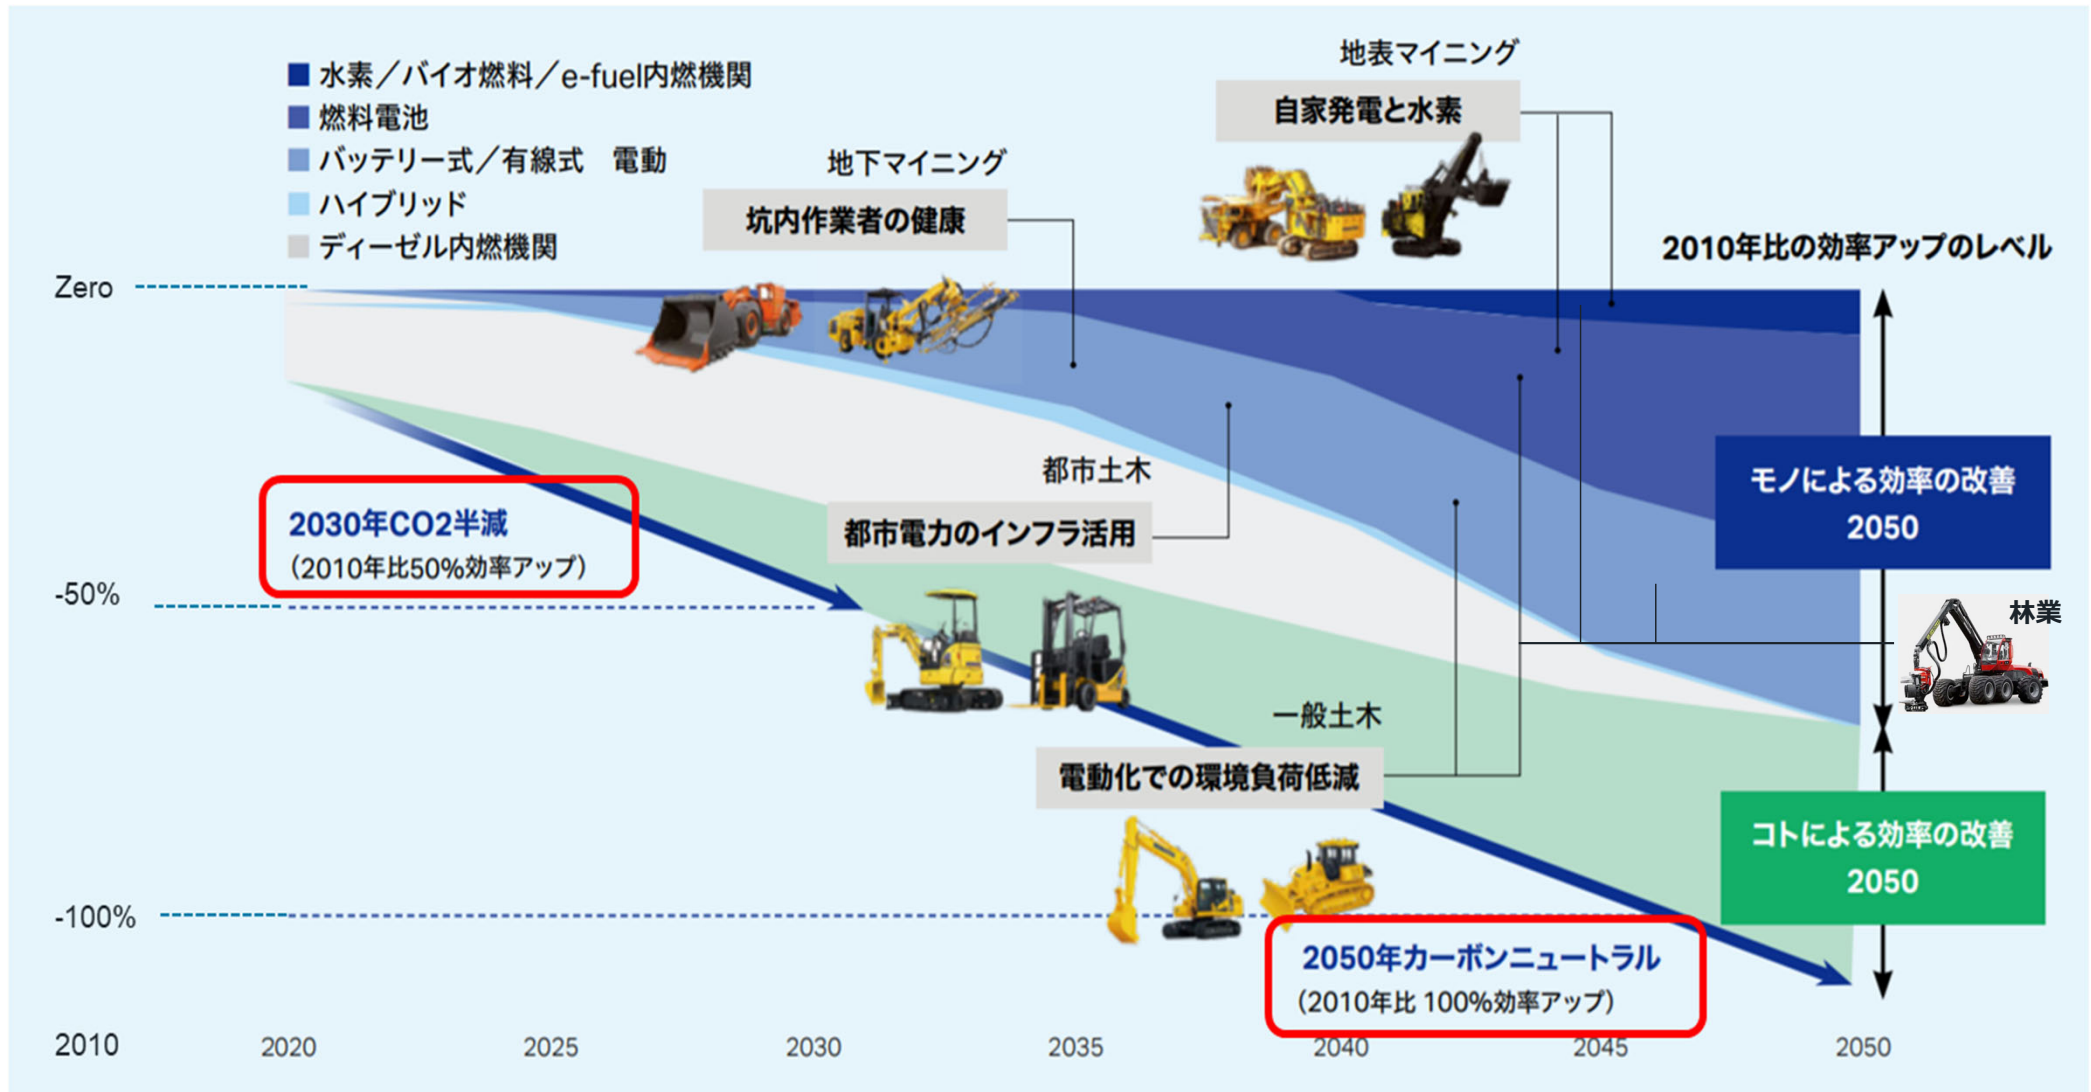 水素／バイオ燃料／e-fuel内燃機関
燃料電池
バッテリー式／有線式　電動
ハイブリッド
ディーゼル内燃機関
地下マイニング
坑内作業者の健康
地表マイニング
自家発電と水素
2010年比の効率アップのレベル
Zero
都市土木
都市電力のインフラ活用
モノによる効率の改善
2050
2030年CO2半減
（2010年比50%効率アップ）
-50%
林業
一般土木
電動化での環境負荷低減
コトによる効率の改善
2050
-100%
2050年カーボンニュートラル
（2010年比 100%効率アップ）
2010 2020 2025 2030 2035 2040 2045 2050